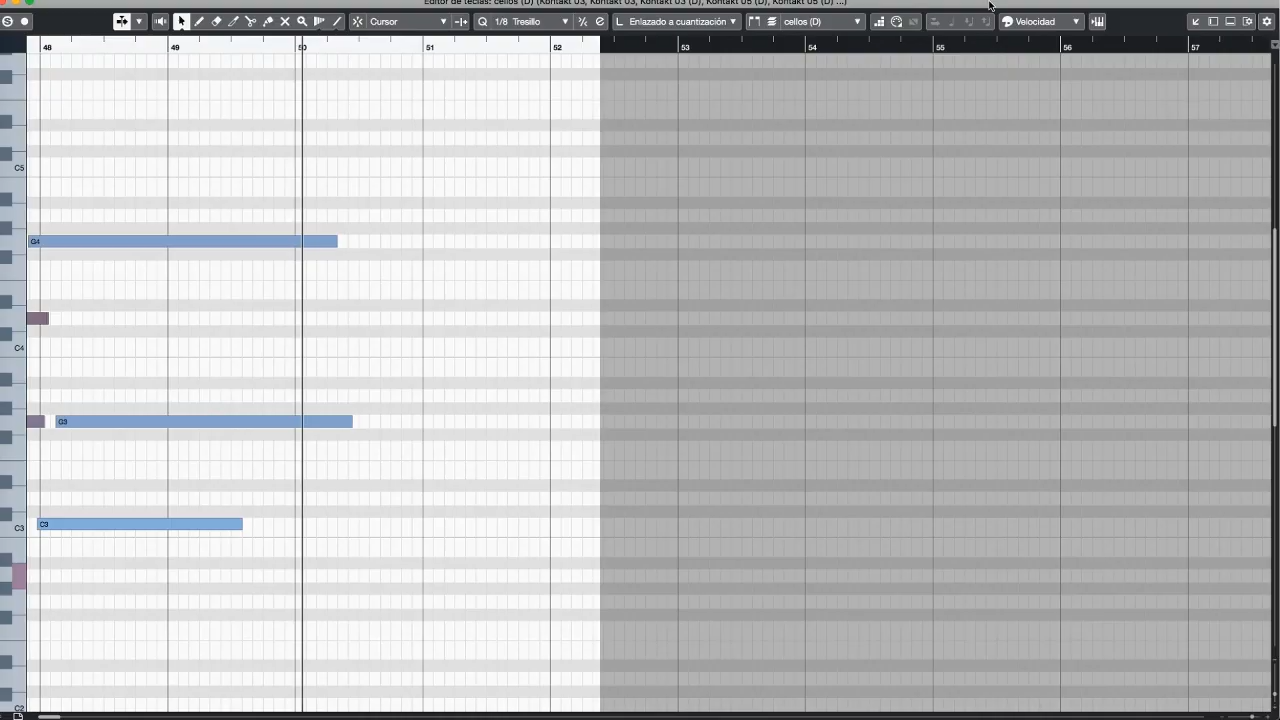 Editor de teclas: cellos (D) (Kontakt 03, Kontakt 03, Kontakt 03 (D), Kontakt 05 (D), Kontakt 05 (D) ...)
S Cursor Q 1/8 Tresillo Enlazado a cuantización cellos (D) Velocidad
48 49 50 51 52 53 54 55 56 57
C5
G4
C4
G3
C3 C3
C2